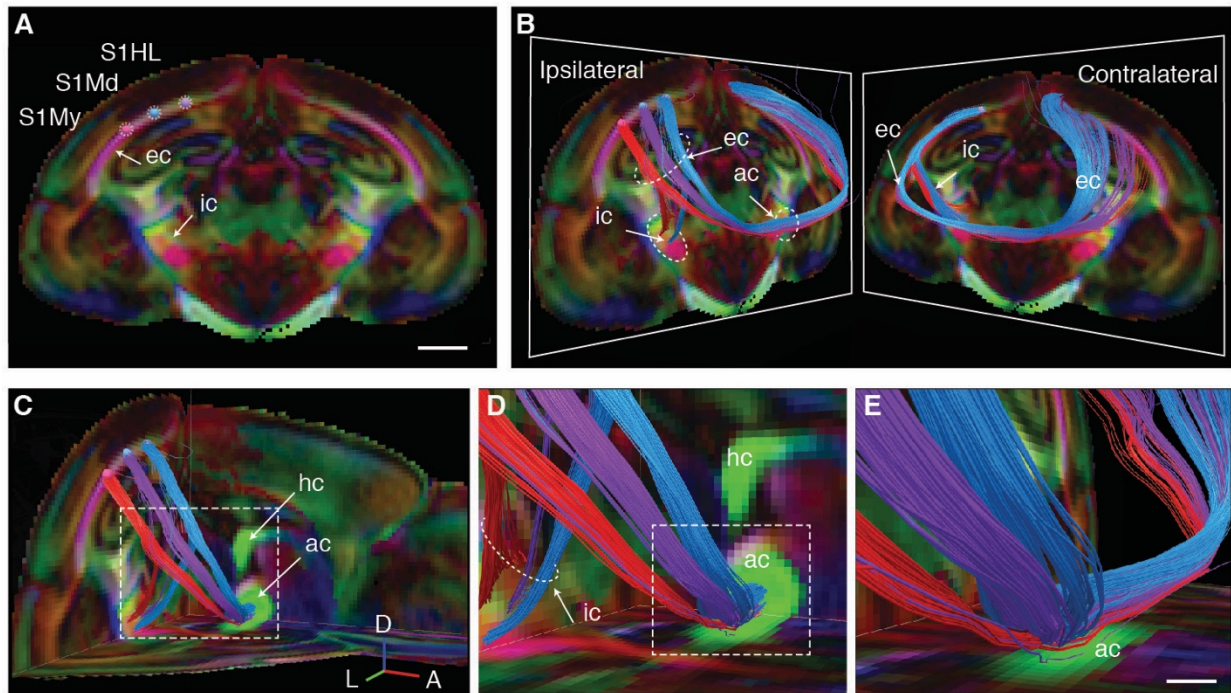 A
S1HL
S1Md
S1My
ec
ic
B
Ipsilateral
ec
ac
ic
Contralateral
ec
ic
ec
C
hc
ac
D
L
A
D
hc
ac
ic
E
ac